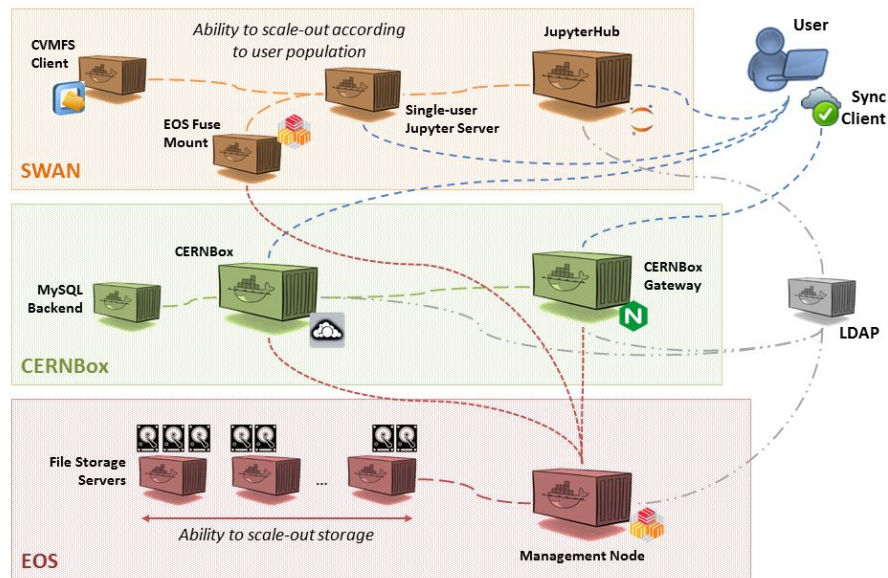 CVMFS
Client
Ability to scale-out according
to user population
JupyterHub
User
Single-user
Jupyter Server
Sync
Client
EOS Fuse
Mount
SWAN
CERNBox
CERNBox
Gateway
MySQL
Backend
N
LDAP
CERNBox
File Storage
Servers
...
Ability to scale-out storage
Management Node
EOS